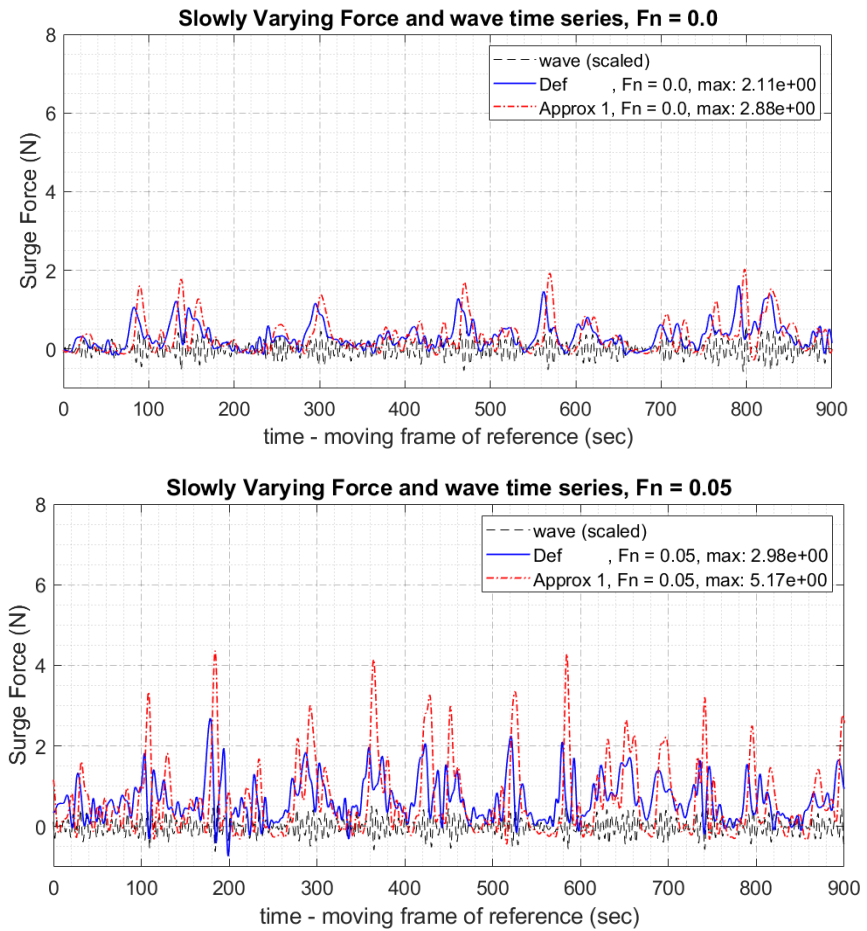 Slowly Varying Force and wave time series, Fn = 0.0
8
6
4
2
0
Surge Force (N)
wave (scaled)
Def , Fn = 0.0, max: 2.11e+00
Approx 1, Fn = 0.0, max: 2.88e+00
0 100 200 300 400 500 600 700 800 900
time - moving frame of reference (sec)
Slowly Varying Force and wave time series, Fn = 0.05
8
6
4
2
0
Surge Force (N)
wave (scaled)
Def , Fn = 0.05, max: 2.98e+00
Approx 1, Fn = 0.05, max: 5.17e+00
0 100 200 300 400 500 600 700 800 900
time - moving frame of reference (sec)